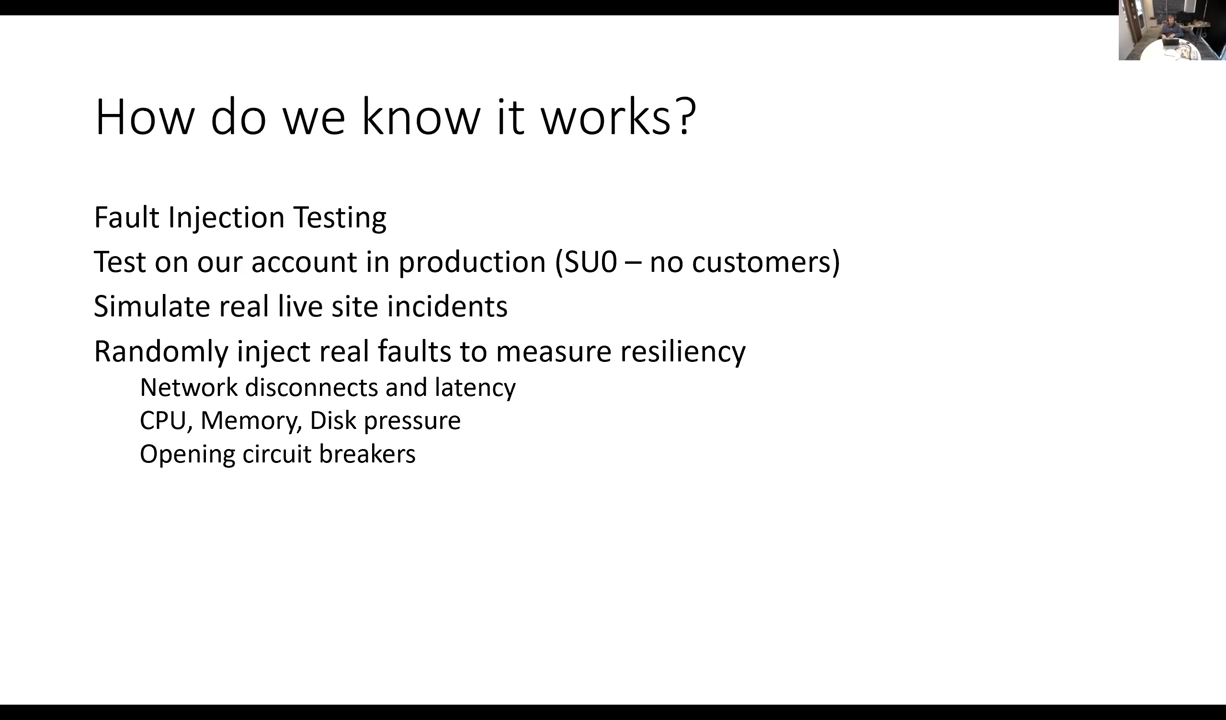 How do we know it works?
Fault Injection Testing
Test on our account in production (SU0 – no customers)
Simulate real live site incidents
Randomly inject real faults to measure resiliency
Network disconnects and latency
CPU, Memory, Disk pressure
Opening circuit breakers